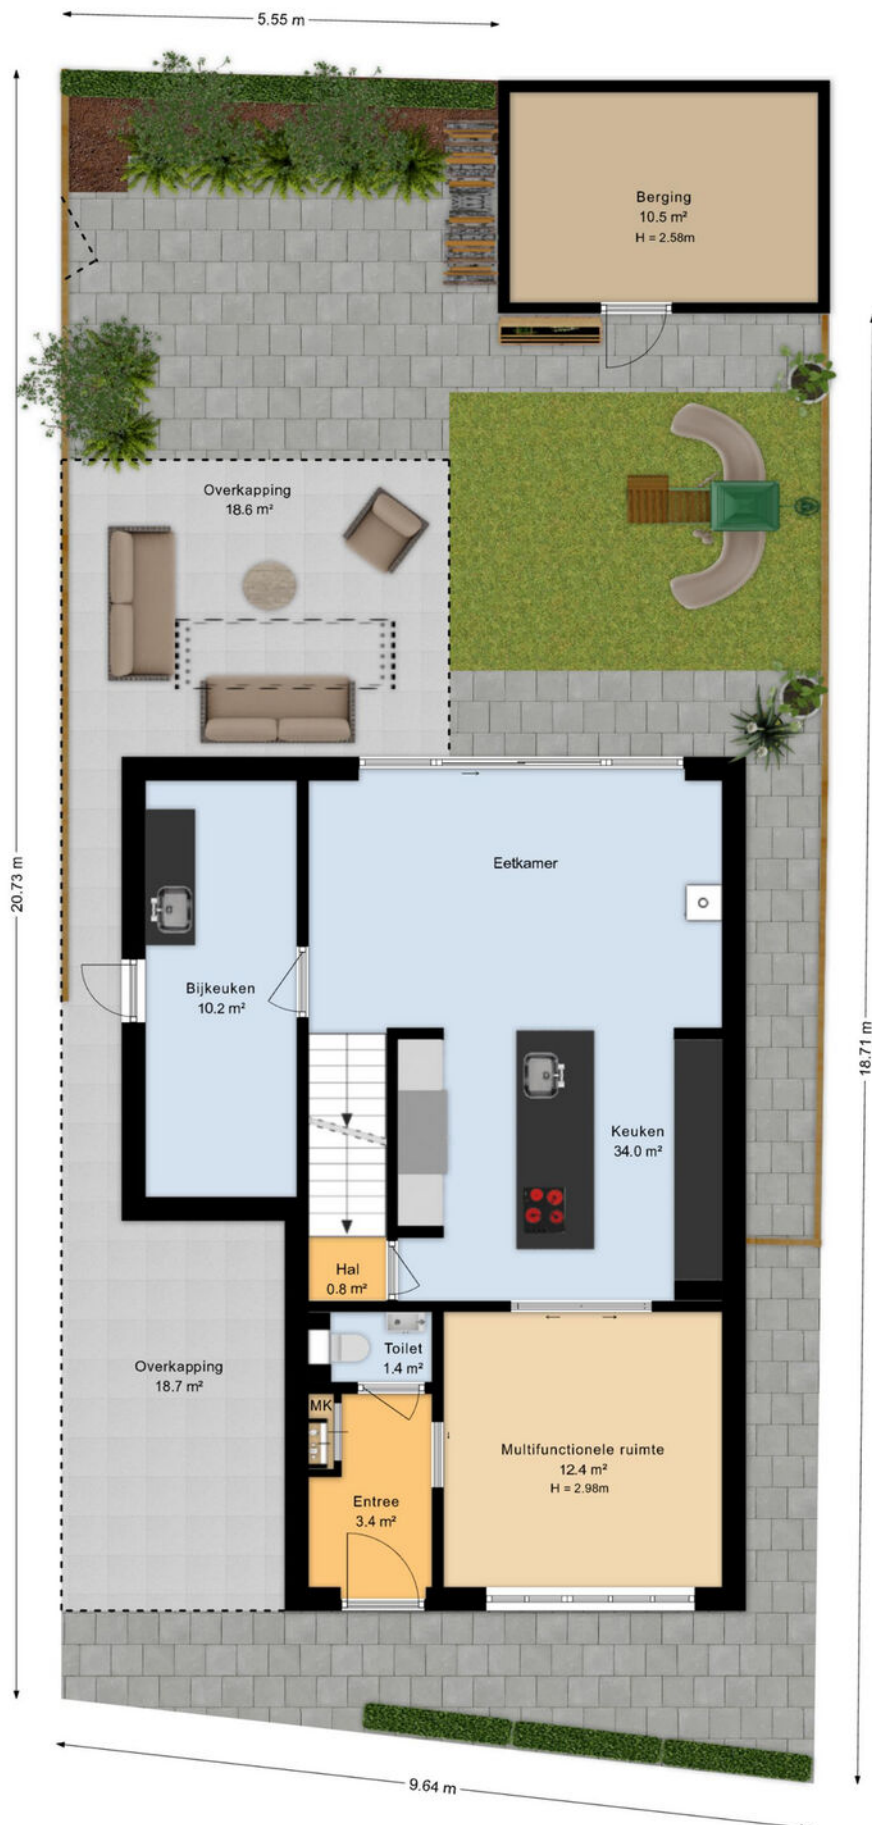 5.55 m
Berging
10.5 m²
H = 2.58m
Overkapping
18.6 m²
20.73 m
Eetkamer
Bijkeuken
10.2 m²
18.71 m
Keuken
34.0 m²
Hal
0.8 m²
Toilet
1.4 m²
Overkapping
18.7 m²
MK
Multifunctionele ruimte
12.4 m²
H = 2.98m
Entree
3.4 m²
9.64 m